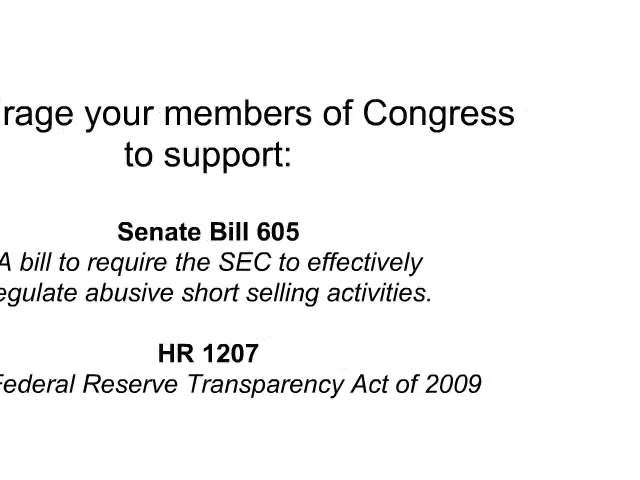 rage your members of Congress
to support:
Senate Bill 605
A bill to require the SEC to effectively
egulate abusive short selling activities.
HR 1207
Federal Reserve Transparency Act of 2009